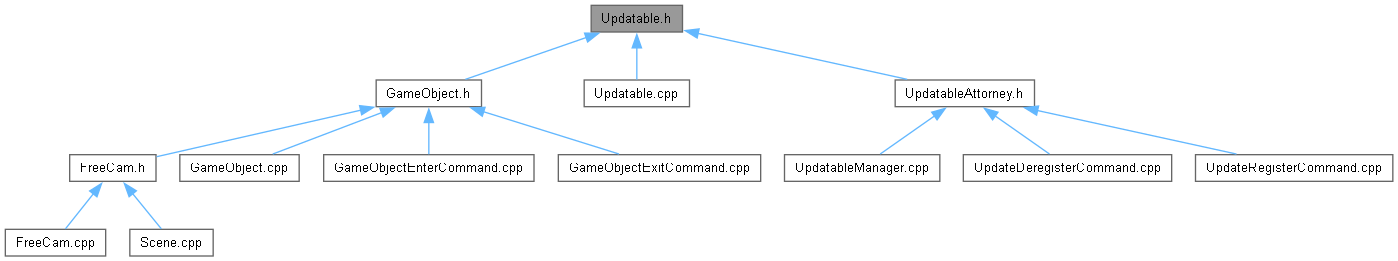 Updatable.h
GameObject.h
Updatable.cpp
UpdatableAttorney.h
FreeCam.h
GameObject.cpp
GameObjectEnterCommand.cpp
GameObjectExitCommand.cpp
UpdatableManager.cpp
UpdateDeregisterCommand.cpp
UpdateRegisterCommand.cpp
FreeCam.cpp
Scene.cpp